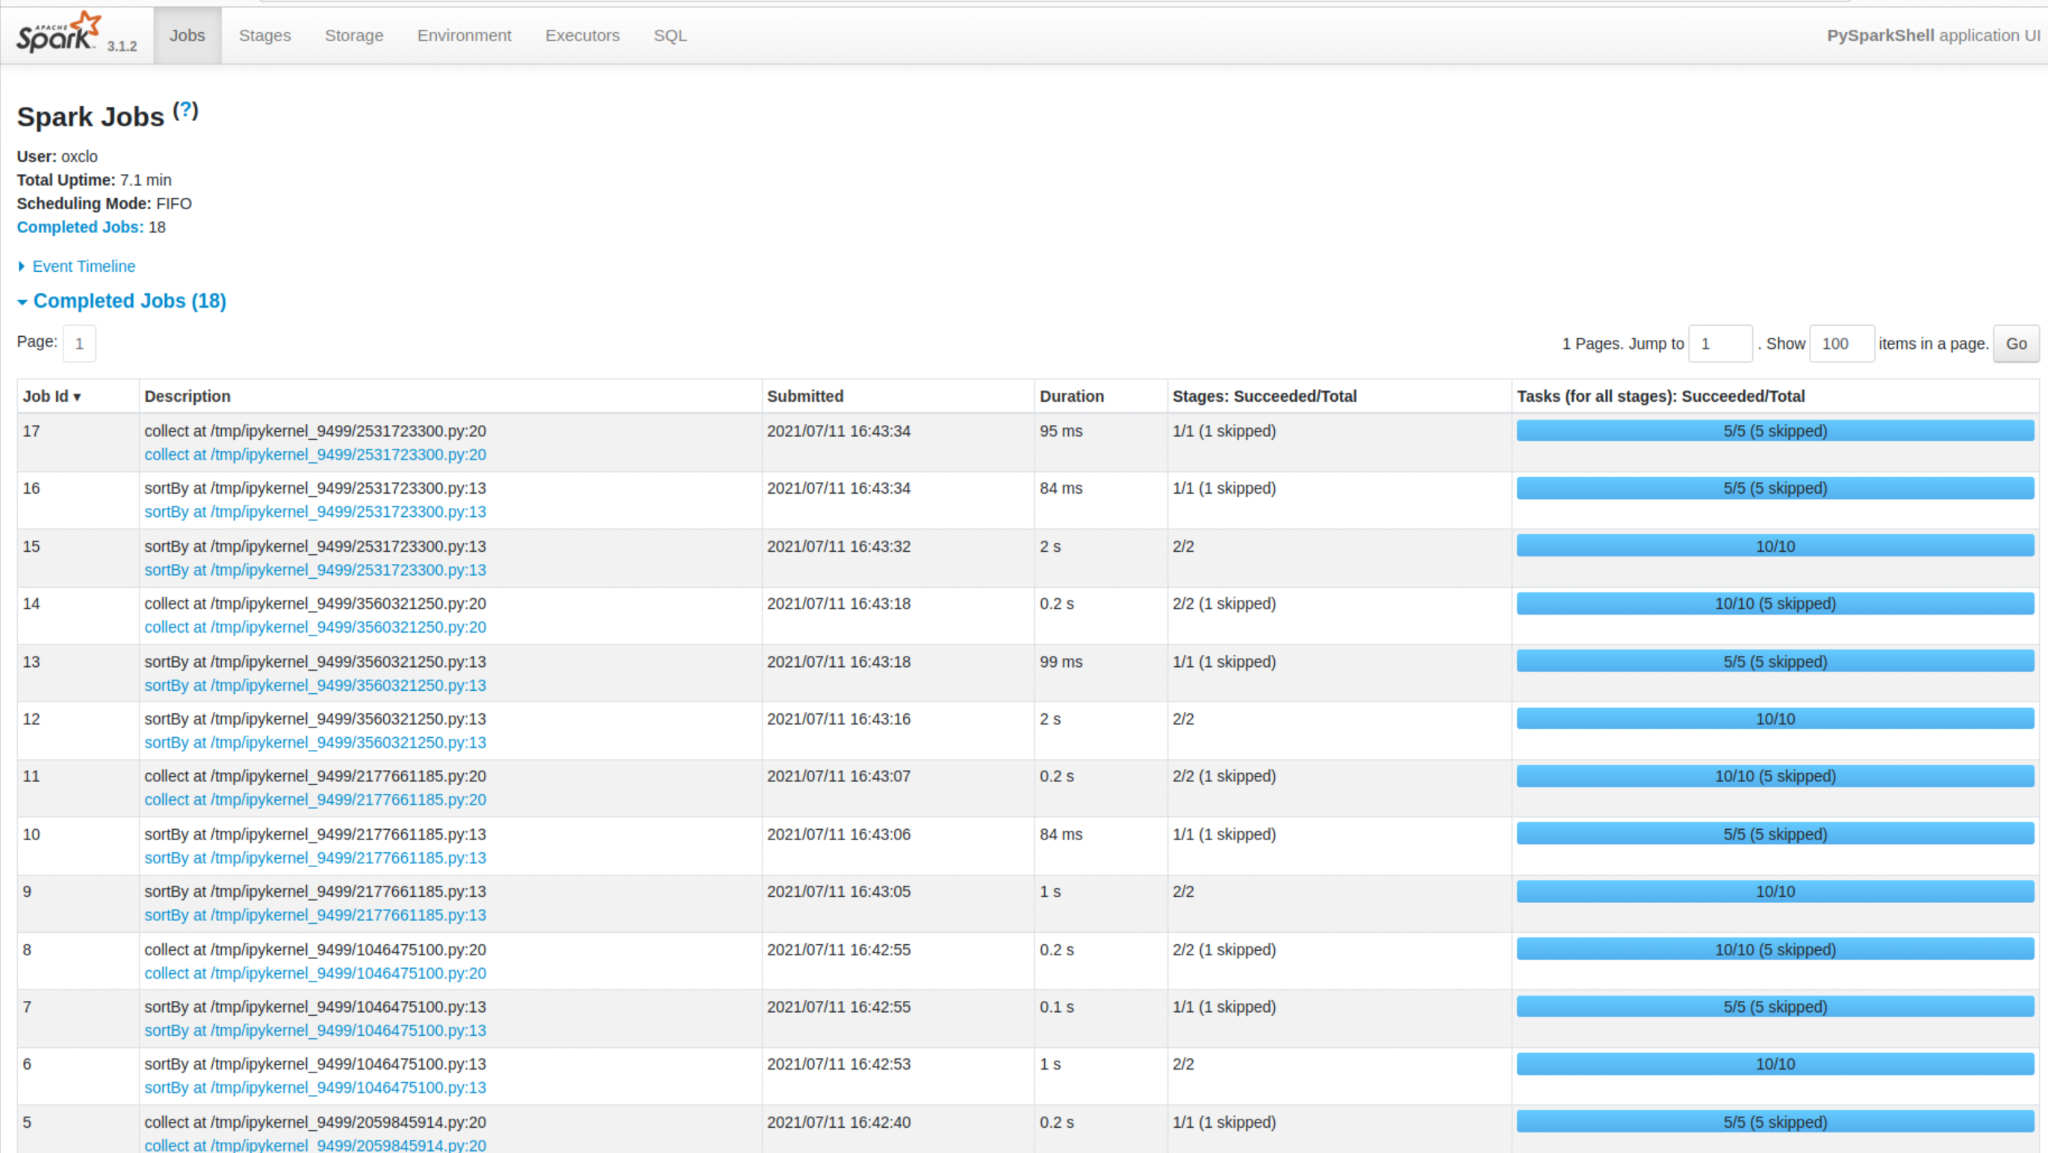 APACHE
Spark 3.1.2 Jobs Stages Storage Environment Executors SQL PySparkShell application UI
Spark Jobs (?)
User: oxclo
Total Uptime: 7.1 min
Scheduling Mode: FIFO
Completed Jobs: 18
Event Timeline
Completed Jobs (18)
Page: 1 1 Pages. Jump to 1 . Show 100 items in a page. Go
Job Id ▾ Description Submitted Duration Stages: Succeeded/Total Tasks (for all stages): Succeeded/Total
17 collect at /tmp/ipykernel_9499/2531723300.py:20 2021/07/11 16:43:34 95 ms 1/1 (1 skipped) 5/5 (5 skipped)
collect at /tmp/ipykernel_9499/2531723300.py:20
16 sortBy at /tmp/ipykernel_9499/2531723300.py:13 2021/07/11 16:43:34 84 ms 1/1 (1 skipped) 5/5 (5 skipped)
sortBy at /tmp/ipykernel_9499/2531723300.py:13
15 sortBy at /tmp/ipykernel_9499/2531723300.py:13 2021/07/11 16:43:32 2 s 2/2 10/10
sortBy at /tmp/ipykernel_9499/2531723300.py:13
14 collect at /tmp/ipykernel_9499/3560321250.py:20 2021/07/11 16:43:18 0.2 s 2/2 (1 skipped) 10/10 (5 skipped)
collect at /tmp/ipykernel_9499/3560321250.py:20
13 sortBy at /tmp/ipykernel_9499/3560321250.py:13 2021/07/11 16:43:18 99 ms 1/1 (1 skipped) 5/5 (5 skipped)
sortBy at /tmp/ipykernel_9499/3560321250.py:13
12 sortBy at /tmp/ipykernel_9499/3560321250.py:13 2021/07/11 16:43:16 2 s 2/2 10/10
sortBy at /tmp/ipykernel_9499/3560321250.py:13
11 collect at /tmp/ipykernel_9499/2177661185.py:20 2021/07/11 16:43:07 0.2 s 2/2 (1 skipped) 10/10 (5 skipped)
collect at /tmp/ipykernel_9499/2177661185.py:20
10 sortBy at /tmp/ipykernel_9499/2177661185.py:13 2021/07/11 16:43:06 84 ms 1/1 (1 skipped) 5/5 (5 skipped)
sortBy at /tmp/ipykernel_9499/2177661185.py:13
9 sortBy at /tmp/ipykernel_9499/2177661185.py:13 2021/07/11 16:43:05 1 s 2/2 10/10
sortBy at /tmp/ipykernel_9499/2177661185.py:13
8 collect at /tmp/ipykernel_9499/1046475100.py:20 2021/07/11 16:42:55 0.2 s 2/2 (1 skipped) 10/10 (5 skipped)
collect at /tmp/ipykernel_9499/1046475100.py:20
7 sortBy at /tmp/ipykernel_9499/1046475100.py:13 2021/07/11 16:42:55 0.1 s 1/1 (1 skipped) 5/5 (5 skipped)
sortBy at /tmp/ipykernel_9499/1046475100.py:13
6 sortBy at /tmp/ipykernel_9499/1046475100.py:13 2021/07/11 16:42:53 1 s 2/2 10/10
sortBy at /tmp/ipykernel_9499/1046475100.py:13
5 collect at /tmp/ipykernel_9499/2059845914.py:20 2021/07/11 16:42:40 0.2 s 1/1 (1 skipped) 5/5 (5 skipped)
collect at /tmp/ipykernel_9499/2059845914.py:20